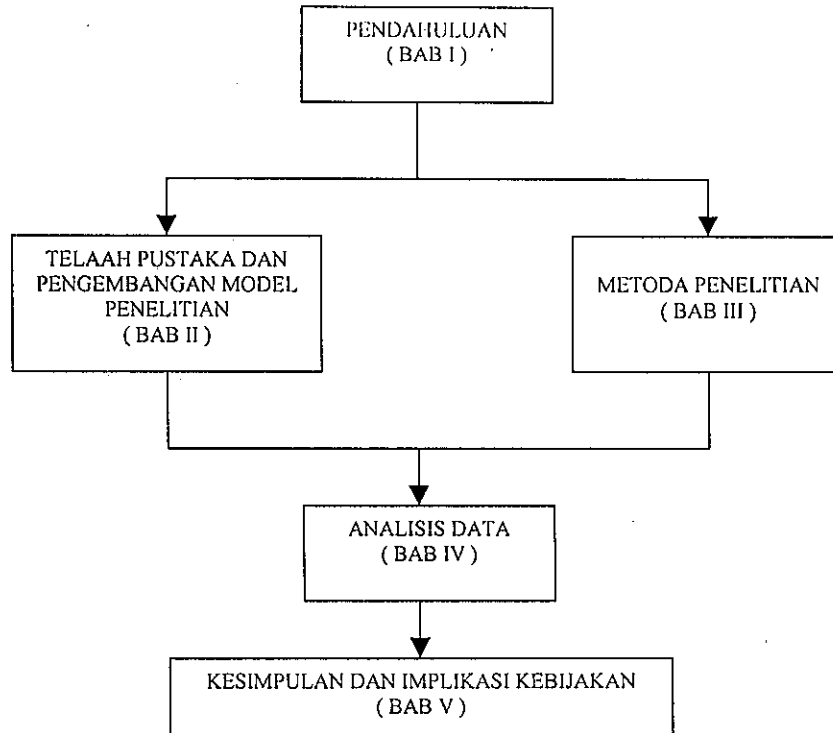 PENDAHULUAN
( BAB I )
TELAAH PUSTAKA DAN
PENGEMBANGAN MODEL
PENELITIAN
( BAB II )
METODA PENELITIAN
( BAB III )
ANALISIS DATA
( BAB IV )
KESIMPULAN DAN IMPLIKASI KEBIJAKAN
( BAB V )